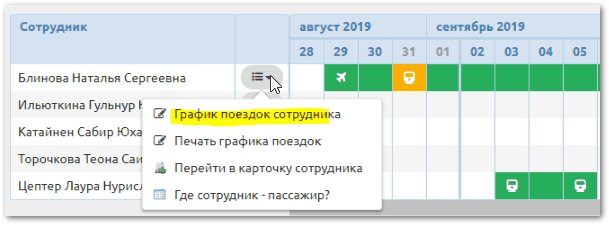 Сотрудник август 2019 сентябрь 2019
28 29 30 31 01 02 03 04 05
Блинова Наталья Сергеевна
Ильюткина Гульнур
График поездок сотрудника
Катайнен Сабир Юха
Печать графика поездок
Торочкова Теона Саи
Перейти в карточку сотрудника
Цептер Лаура Нурисл
Где сотрудник - пассажир?